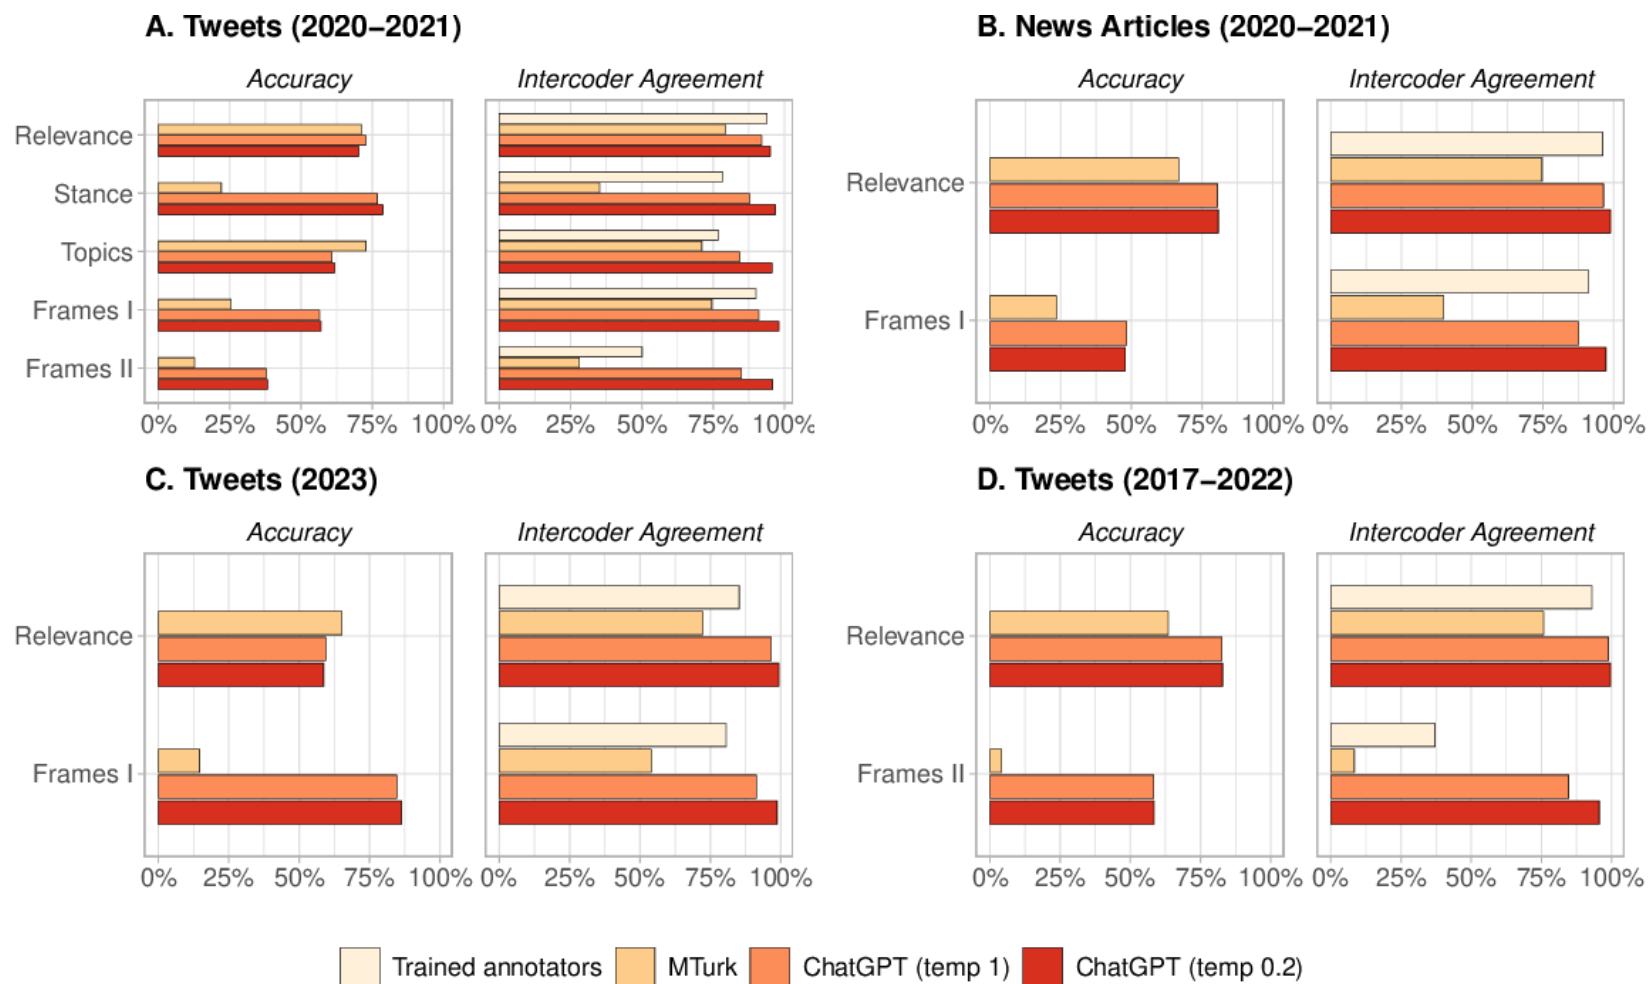 A. Tweets (2020–2021)
Accuracy
Intercoder Agreement
Relevance
Stance
Topics
Frames I
Frames II
0% 25% 50% 75% 100% 0% 25% 50% 75% 100%
B. News Articles (2020–2021)
Accuracy
Intercoder Agreement
Relevance
Frames I
0% 25% 50% 75% 100% 0% 25% 50% 75% 100%
C. Tweets (2023)
Accuracy
Intercoder Agreement
Relevance
Frames I
0% 25% 50% 75% 100% 0% 25% 50% 75% 100%
D. Tweets (2017–2022)
Accuracy
Intercoder Agreement
Relevance
Frames II
0% 25% 50% 75% 100% 0% 25% 50% 75% 100%
Trained annotators MTurk ChatGPT (temp 1) ChatGPT (temp 0.2)